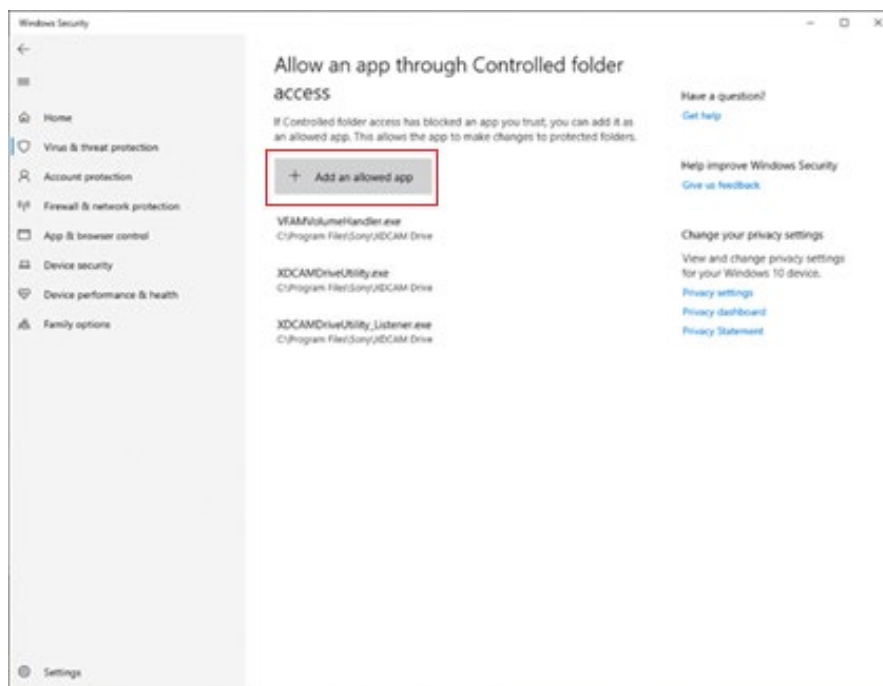 Windows Security
Home
Virus & threat protection
Account protection
Firewall & network protection
App & browser control
Device security
Device performance & health
Family options
Settings
Allow an app through Controlled folder
access
If Controlled folder access has blocked an app you trust, you can add it as
an allowed app. This allows the app to make changes to protected folders.
+ Add an allowed app
VFAMVolumeHandler.exe
C:\Program Files\Sony\XDCAM Drive
XDCAMDriveUtility.exe
C:\Program Files\Sony\XDCAM Drive
XDCAMDriveUtility_Listener.exe
C:\Program Files\Sony\XDCAM Drive
Have a question?
Get help
Help improve Windows Security
Give us feedback
Change your privacy settings
View and change privacy settings
for your Windows 10 device.
Privacy settings
Privacy dashboard
Privacy Statement